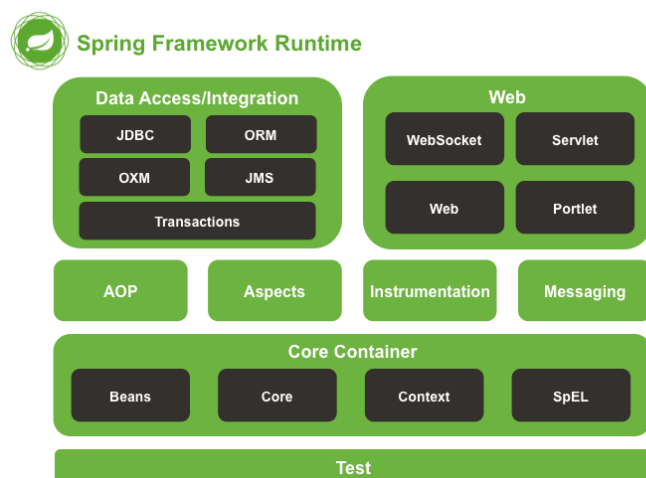 Spring Framework Runtime
Data Access/Integration
JDBC ORM
OXM JMS
Transactions
Web
WebSocket Servlet
Web Portlet
AOP Aspects Instrumentation Messaging
Core Container
Beans Core Context SpEL
Test